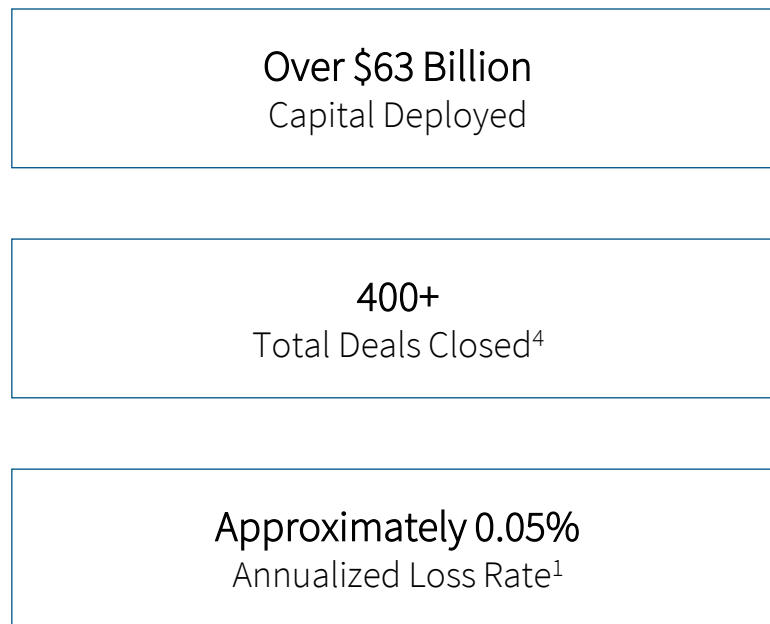 Over $63 Billion
Capital Deployed
400+
Total Deals Closed⁴
Approximately 0.05%
Annualized Loss Rate¹